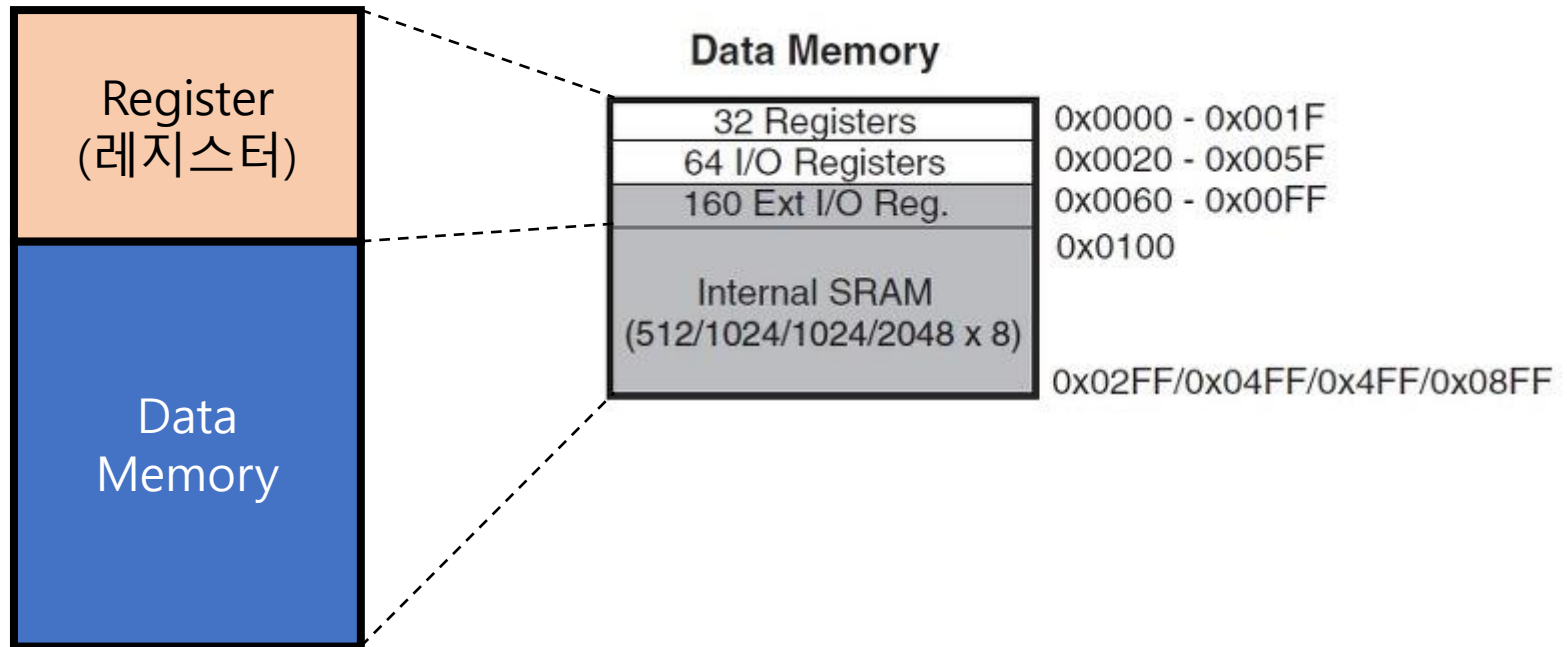 Register
(레지스터)
Data
Memory
Data Memory
32 Registers
64 I/O Registers
160 Ext I/O Reg.
Internal SRAM
(512/1024/1024/2048 x 8)
0x0000 - 0x001F
0x0020 - 0x005F
0x0060 - 0x00FF
0x0100
0x02FF/0x04FF/0x4FF/0x08FF